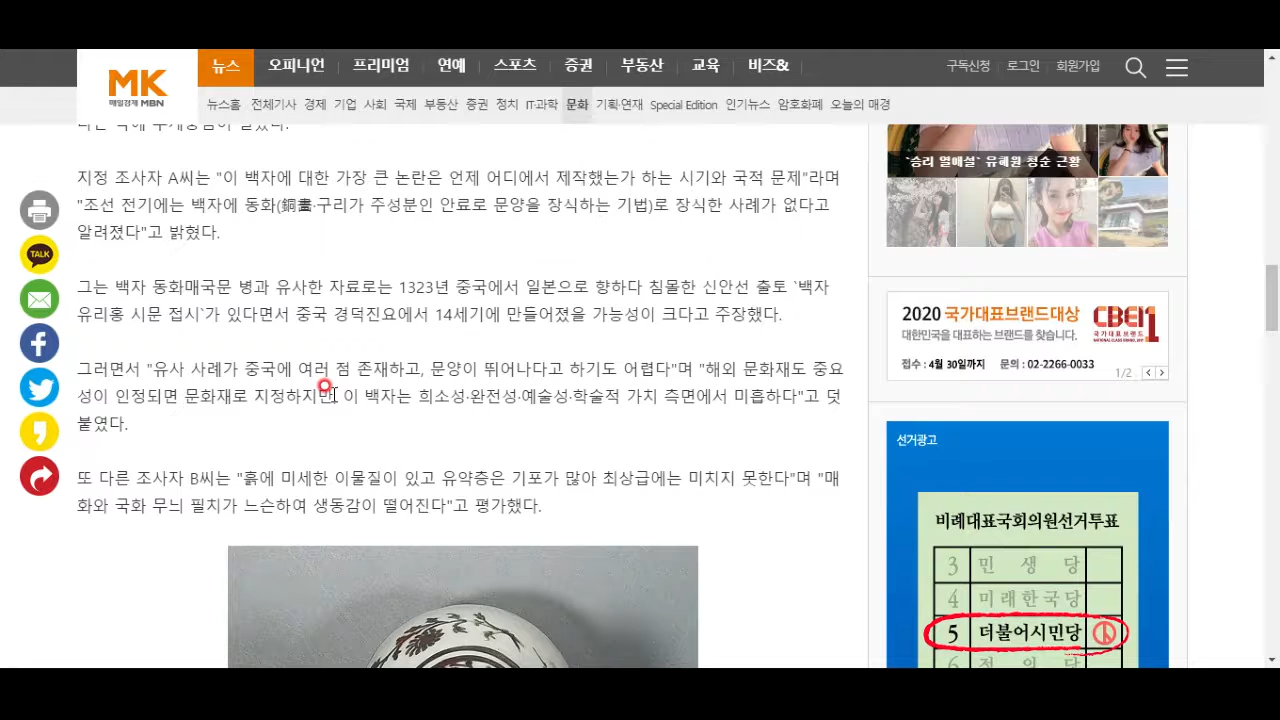 MK
매일경제 MBN
뉴스
오피니언
프리미엄
연예
스포츠
증권
부동산
교육
비즈&
구독신청
로그인
회원가입
뉴스홈 전체기사 경제 기업 사회 국제 부동산 증권 정치 IT·과학 문화 기획·연재 Special Edition 인기뉴스 암호화폐 오늘의 매경
지정 조사자 A씨는 "이 백자에 대한 가장 큰 논란은 언제 어디에서 제작했는가 하는 시기와 국적 문제"라며
"조선 전기에는 백자에 동화(銅畫·구리가 주성분인 안료로 문양을 장식하는 기법)로 장식한 사례가 없다고
알려졌다"고 밝혔다.
그는 백자 동화매국문 병과 유사한 자료로는 1323년 중국에서 일본으로 향하다 침몰한 신안선 출토 `백자
유리홍 시문 접시`가 있다면서 중국 경덕진요에서 14세기에 만들어졌을 가능성이 크다고 주장했다.
그러면서 "유사 사례가 중국에 여러 점 존재하고, 문양이 뛰어나다고 하기도 어렵다"며 "해외 문화재도 중요
성이 인정되면 문화재로 지정하지만, 이 백자는 희소성·완전성·예술성·학술적 가치 측면에서 미흡하다"고 덧
붙였다.
또 다른 조사자 B씨는 "흙에 미세한 이물질이 있고 유약층은 기포가 많아 최상급에는 미치지 못한다"며 "매
화와 국화 무늬 필치가 느슨하여 생동감이 떨어진다"고 평가했다.
TALK
`승리 열애설` 유혜원 청순 근황
2020 국가대표브랜드대상
대한민국을 대표하는 브랜드를 찾습니다.
접수 : 4월 30일까지 문의 : 02-2266-0033
CBEM1
국가대표브랜드
NATIONAL CLASS BRAND, DIY
1/2
선거광고
비례대표국회의원선거투표
3 민 생 당
4 미래한국당
5 더불어시민당
6 정 의 당